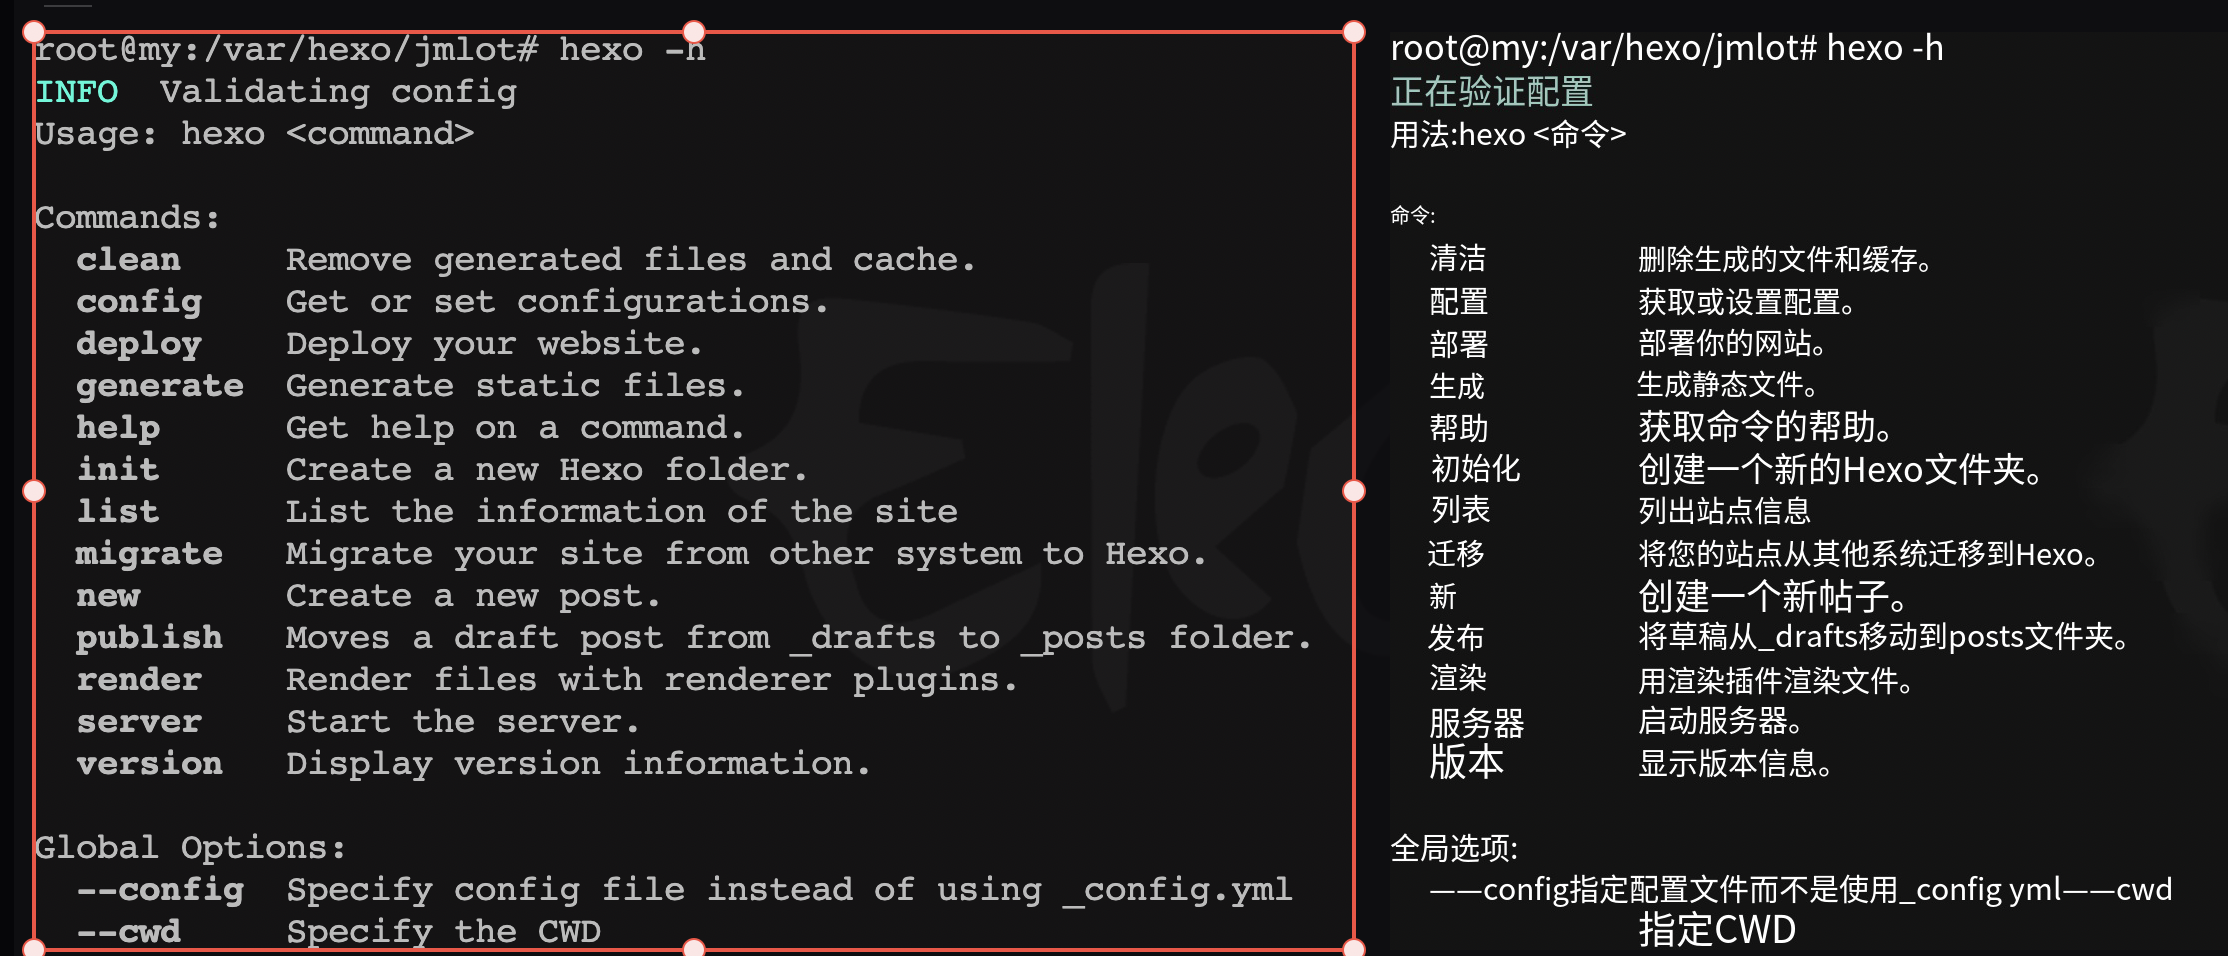 root@my:/var/hexo/jmlot# hexo -h
INFO  Validating config
Usage: hexo <command>
Commands:
clean     Remove generated files and cache.
config    Get or set configurations.
deploy    Deploy your website.
generate  Generate static files.
help      Get help on a command.
init      Create a new Hexo folder.
list      List the information of the site
migrate   Migrate your site from other system to Hexo.
new       Create a new post.
publish   Moves a draft post from _drafts to _posts folder.
render    Render files with renderer plugins.
server    Start the server.
version   Display version information.
Global Options:
--config  Specify config file instead of using _config.yml
--cwd     Specify the CWD
root@my:/var/hexo/jmlot# hexo -h
正在验证配置
用法:hexo <命令>
命令:
清洁 删除生成的文件和缓存。
配置 获取或设置配置。
部署 部署你的网站。
生成 生成静态文件。
帮助 获取命令的帮助。
初始化 创建一个新的Hexo文件夹。
列表 列出站点信息
迁移 将您的站点从其他系统迁移到Hexo。
新 创建一个新帖子。
发布 将草稿从_drafts移动到posts文件夹。
渲染 用渲染插件渲染文件。
服务器 启动服务器。
版本 显示版本信息。
全局选项:
——config指定配置文件而不是使用_config yml——cwd
指定CWD